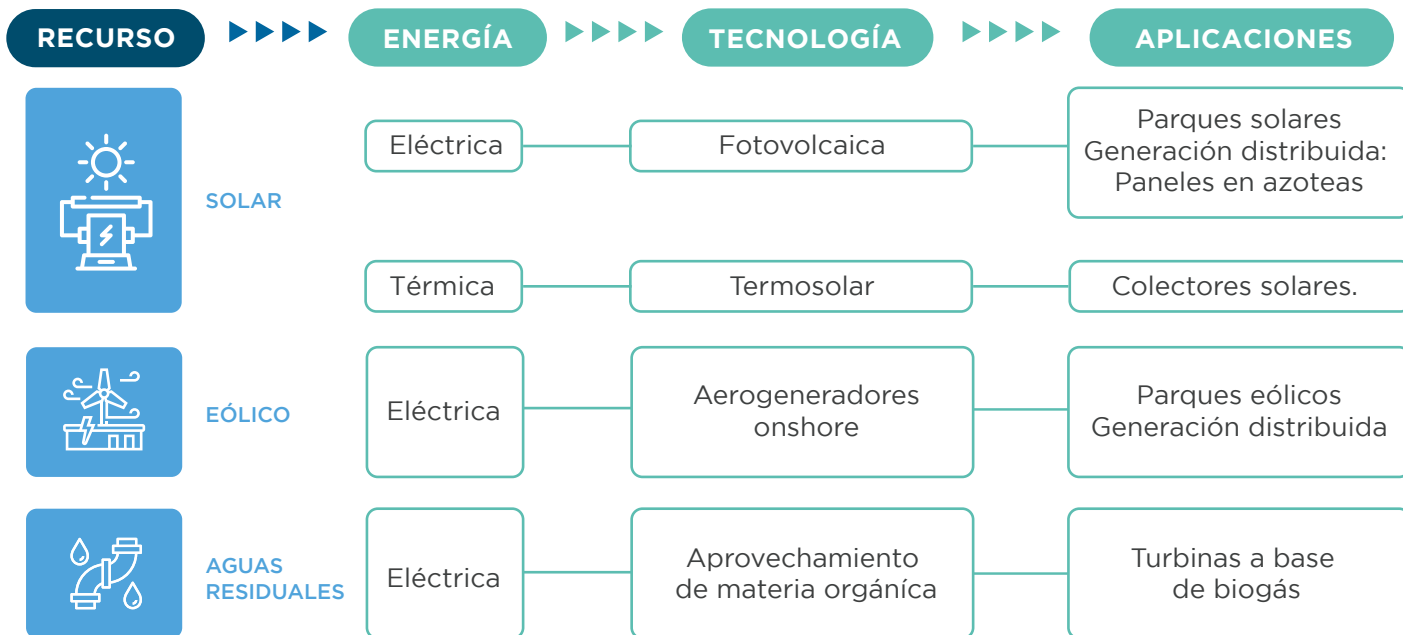 RECURSO
ENERGÍA
TECNOLOGÍA
APLICACIONES
SOLAR
Eléctrica
Fotovolcaica
Parques solares
Generación distribuida:
Paneles en azoteas
Térmica
Termosolar
Colectores solares.
EÓLICO
Eléctrica
Aerogeneradores
onshore
Parques eólicos
Generación distribuida
AGUAS
RESIDUALES
Eléctrica
Aprovechamiento
de materia orgáníca
Turbinas a base
de biogás